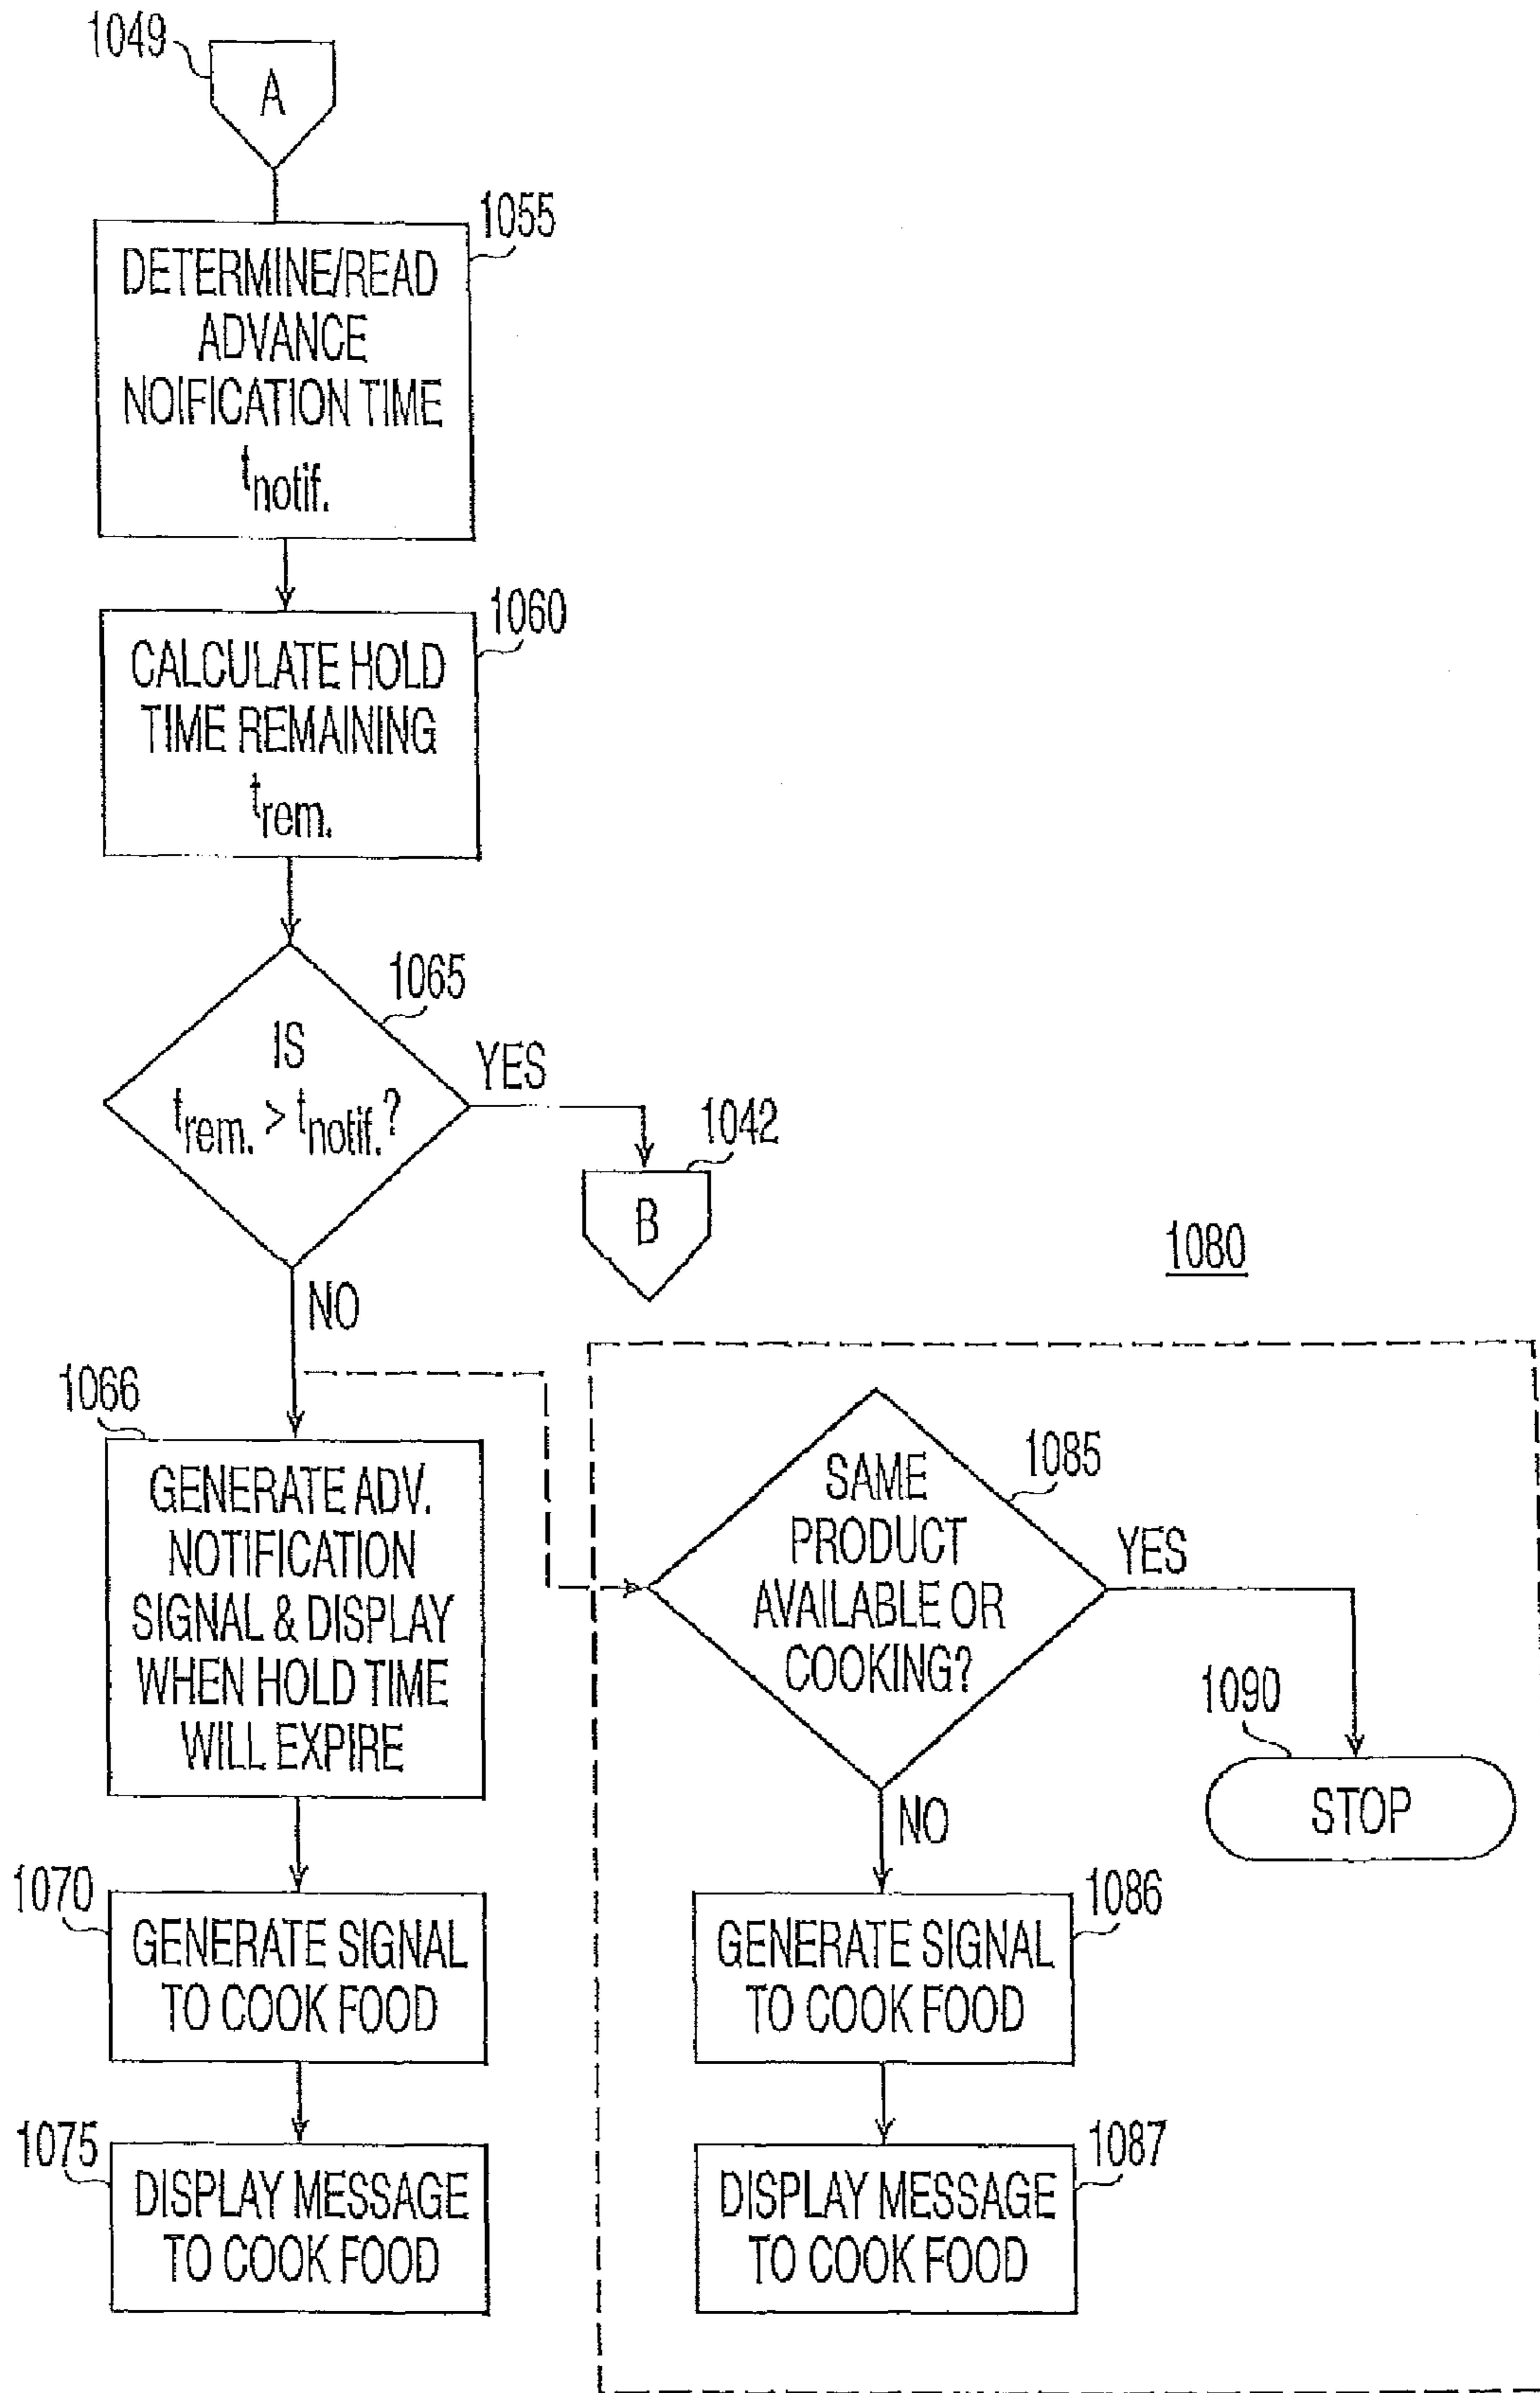 1049
A
1055
DETERMINE/READ
ADVANCE
NOIFICATION TIME
tnotif.
1060
CALCULATE HOLD
TIME REMAINING
trem.
1065
IS
trem. > tnotif.?
YES
1042
B
NO
1080
1066
GENERATE ADV.
NOTIFICATION
SIGNAL & DISPLAY
WHEN HOLD TIME
WILL EXPIRE
1085
SAME
PRODUCT
AVAILABLE OR
COOKING?
YES
1090
STOP
NO
1070
GENERATE SIGNAL
TO COOK FOOD
1086
GENERATE SIGNAL
TO COOK FOOD
1075
DISPLAY MESSAGE
TO COOK FOOD
1087
DISPLAY MESSAGE
TO COOK FOOD